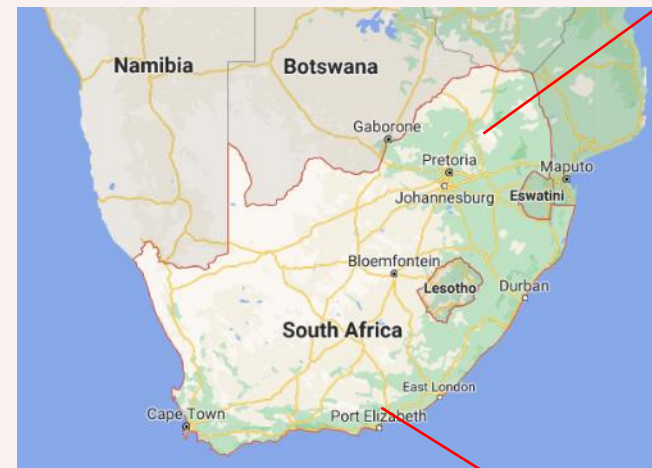 Namibia
Botswana
Gaborone
Pretoria
Maputo
Johannesburg
Eswatini
Bloemfontein
Lesotho
Durban
South Africa
East London
Cape Town
Port Elizabeth